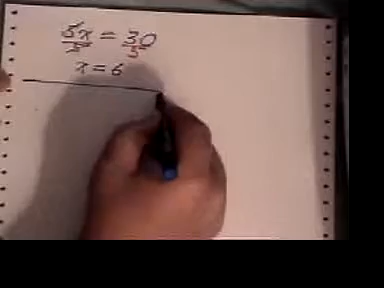 5x = 30
5 5
x = 6